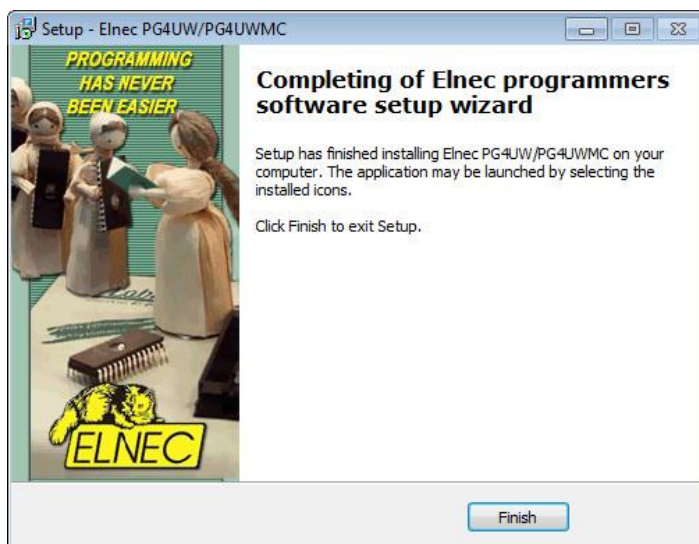 Setup - Elnec PG4UW/PG4UWMC
PROGRAMMING
HAS NEVER
BEEN EASIER
Completing of Elnec programmers
software setup wizard
Setup has finished installing Elnec PG4UW/PG4UWMC on your
computer. The application may be launched by selecting the
installed icons.
Click Finish to exit Setup.
ELNEC
Finish